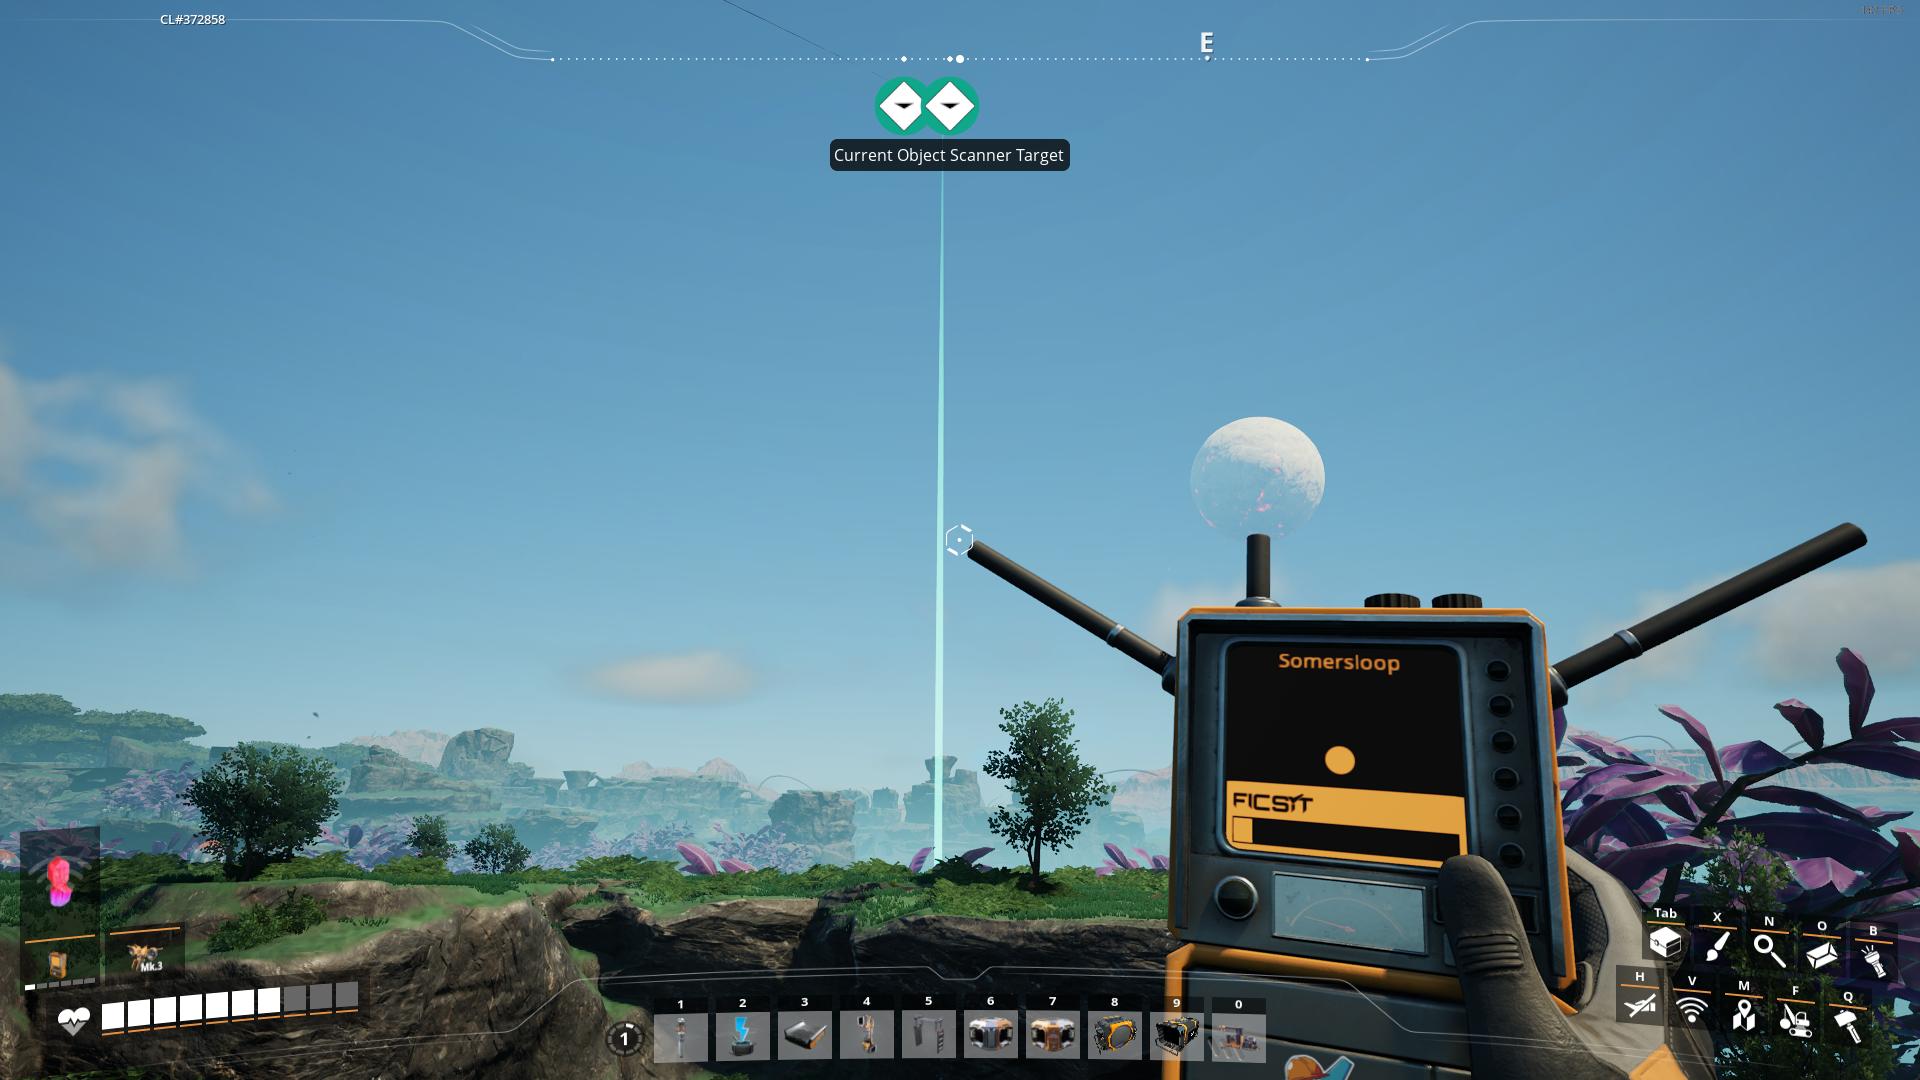 CL#372858
E
Current Object Scanner Target
Somersloop
FICSIT
Mk.3
1
1 2 3 4 5 6 7 8 9 0
Tab X N O B
H V M F Q